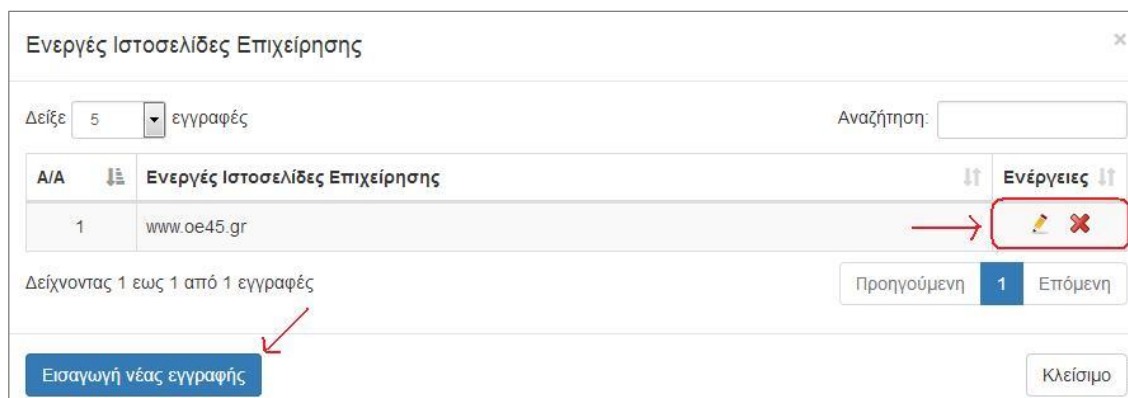 Ενεργές Ιστοσελίδες Επιχείρησης ×
Δείξε 5 εγγραφές Αναζήτηση:
Α/Α Ενεργές Ιστοσελίδες Επιχείρησης Ενέργειες
1 www.oe45.gr
Δείχνοντας 1 εως 1 από 1 εγγραφές Προηγούμενη 1 Επόμενη
Εισαγωγή νέας εγγραφής Κλείσιμο